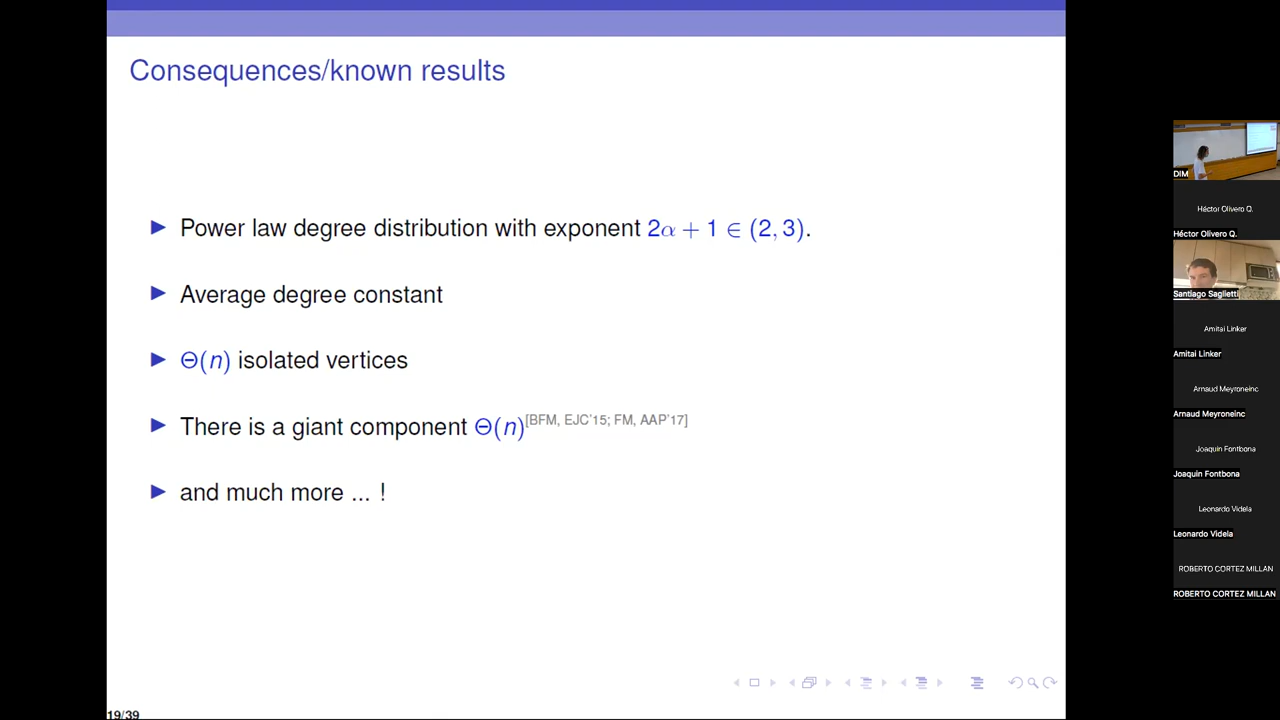 Consequences/known results
► Power law degree distribution with exponent 2α + 1 ∈ (2, 3).
► Average degree constant
► Θ(n) isolated vertices
► There is a giant component Θ(n)[BFM, EJC'15; FM, AAP'17]
► and much more ... !
19/39
DIM
Héctor Olivero Q.
Héctor Olivero Q.
Santiago Saglietti
Amitai Linker
Amitai Linker
Arnaud Meyroneinc
Arnaud Meyroneinc
Joaquin Fontbona
Joaquin Fontbona
Leonardo Videla
Leonardo Videla
ROBERTO CORTEZ MILLAN
ROBERTO CORTEZ MILLAN